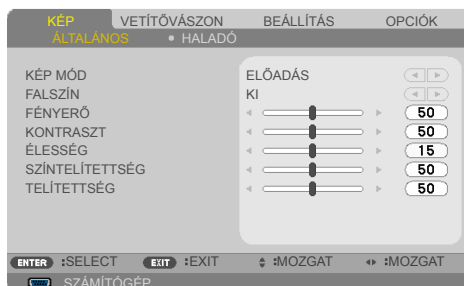 KÉP VETÍTŐVÁSZON BEÁLLÍTÁS OPCIÓK
ÁLTALÁNOS • HALADÓ
KÉP MÓD ELŐADÁS
FALSZÍN KI
FÉNYERŐ 50
KONTRASZT 50
ÉLESSÉG 15
SZÍNTELÍTETTSÉG 50
TELÍTETTSÉG 50
ENTER :SELECT EXIT :EXIT :MOZGAT :MOZGAT
SZÁMÍTÓGÉP